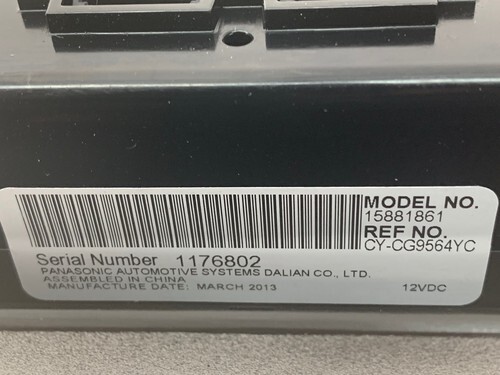 MODEL NO.
15881861
REF NO.
CY-CG9564YC
Serial Number 1176802
PANASONIC AUTOMOTIVE SYSTEMS DALIAN CO., LTD.
ASSEMBLED IN CHINA
MANUFACTURE DATE: MARCH 2013 12VDC